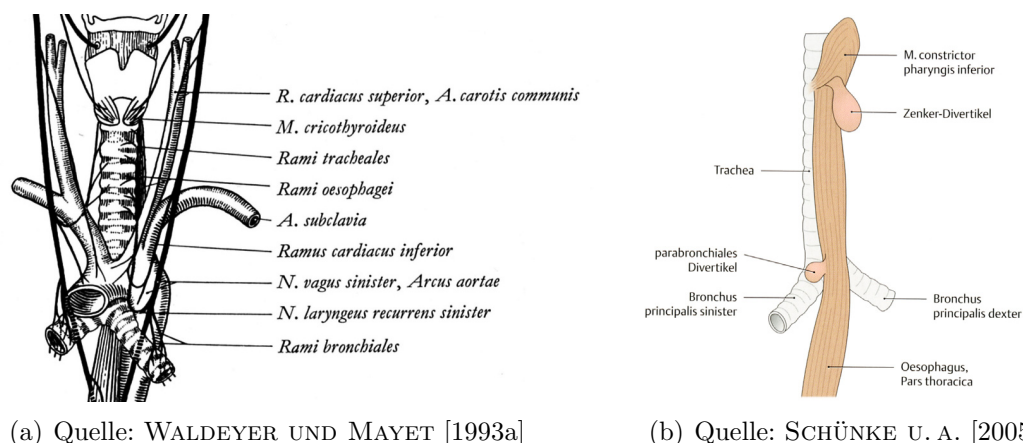 R. cardiacus superior, A. carotis communis
M. cricothyroideus
Rami tracheales
Rami oesophagei
A. subclavia
Ramus cardiacus inferior
N. vagus sinister, Arcus aortae
N. laryngeus recurrens sinister
Rami bronchiales
(a) Quelle: WALDEYER UND MAYET [1993a]
M. constrictor
pharyngis inferior
Zenker-Divertikel
Trachea
parabronchiales
Divertikel
Bronchus
principalis sinister
Bronchus
principalis dexter
Oesophagus,
Pars thoracica
(b) Quelle: SCHÜNKE U. A. [2005